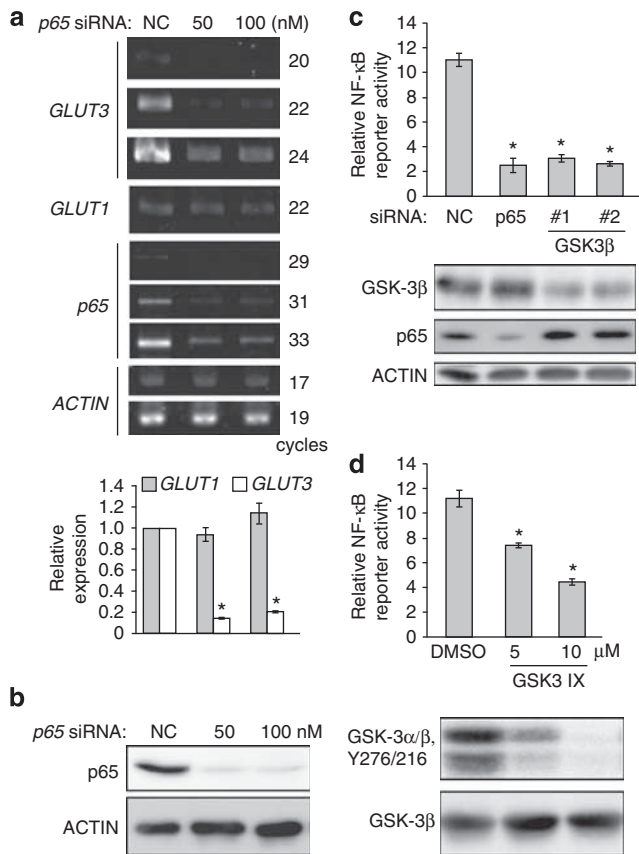 a
p65 siRNA: NC 50 100 (nM)
GLUT3
20
22
24
GLUT1
22
p65
29
31
33
ACTIN
17
19
cycles
GLUT1 GLUT3
Relative expression
1.4
1.2
1.0
0.8
0.6
0.4
0.2
0
* *
b
p65 siRNA: NC 50 100 nM
p65
ACTIN
c
Relative NF-κB
reporter activity
14
12
10
8
6
4
2
0
* * *
siRNA: NC p65 #1 #2
GSK3β
GSK-3β
p65
ACTIN
d
Relative NF-κB
reporter activity
14
12
10
8
6
4
2
0
* *
DMSO 5 10 μM
GSK3 IX
GSK-3α/β,
Y276/216
GSK-3β